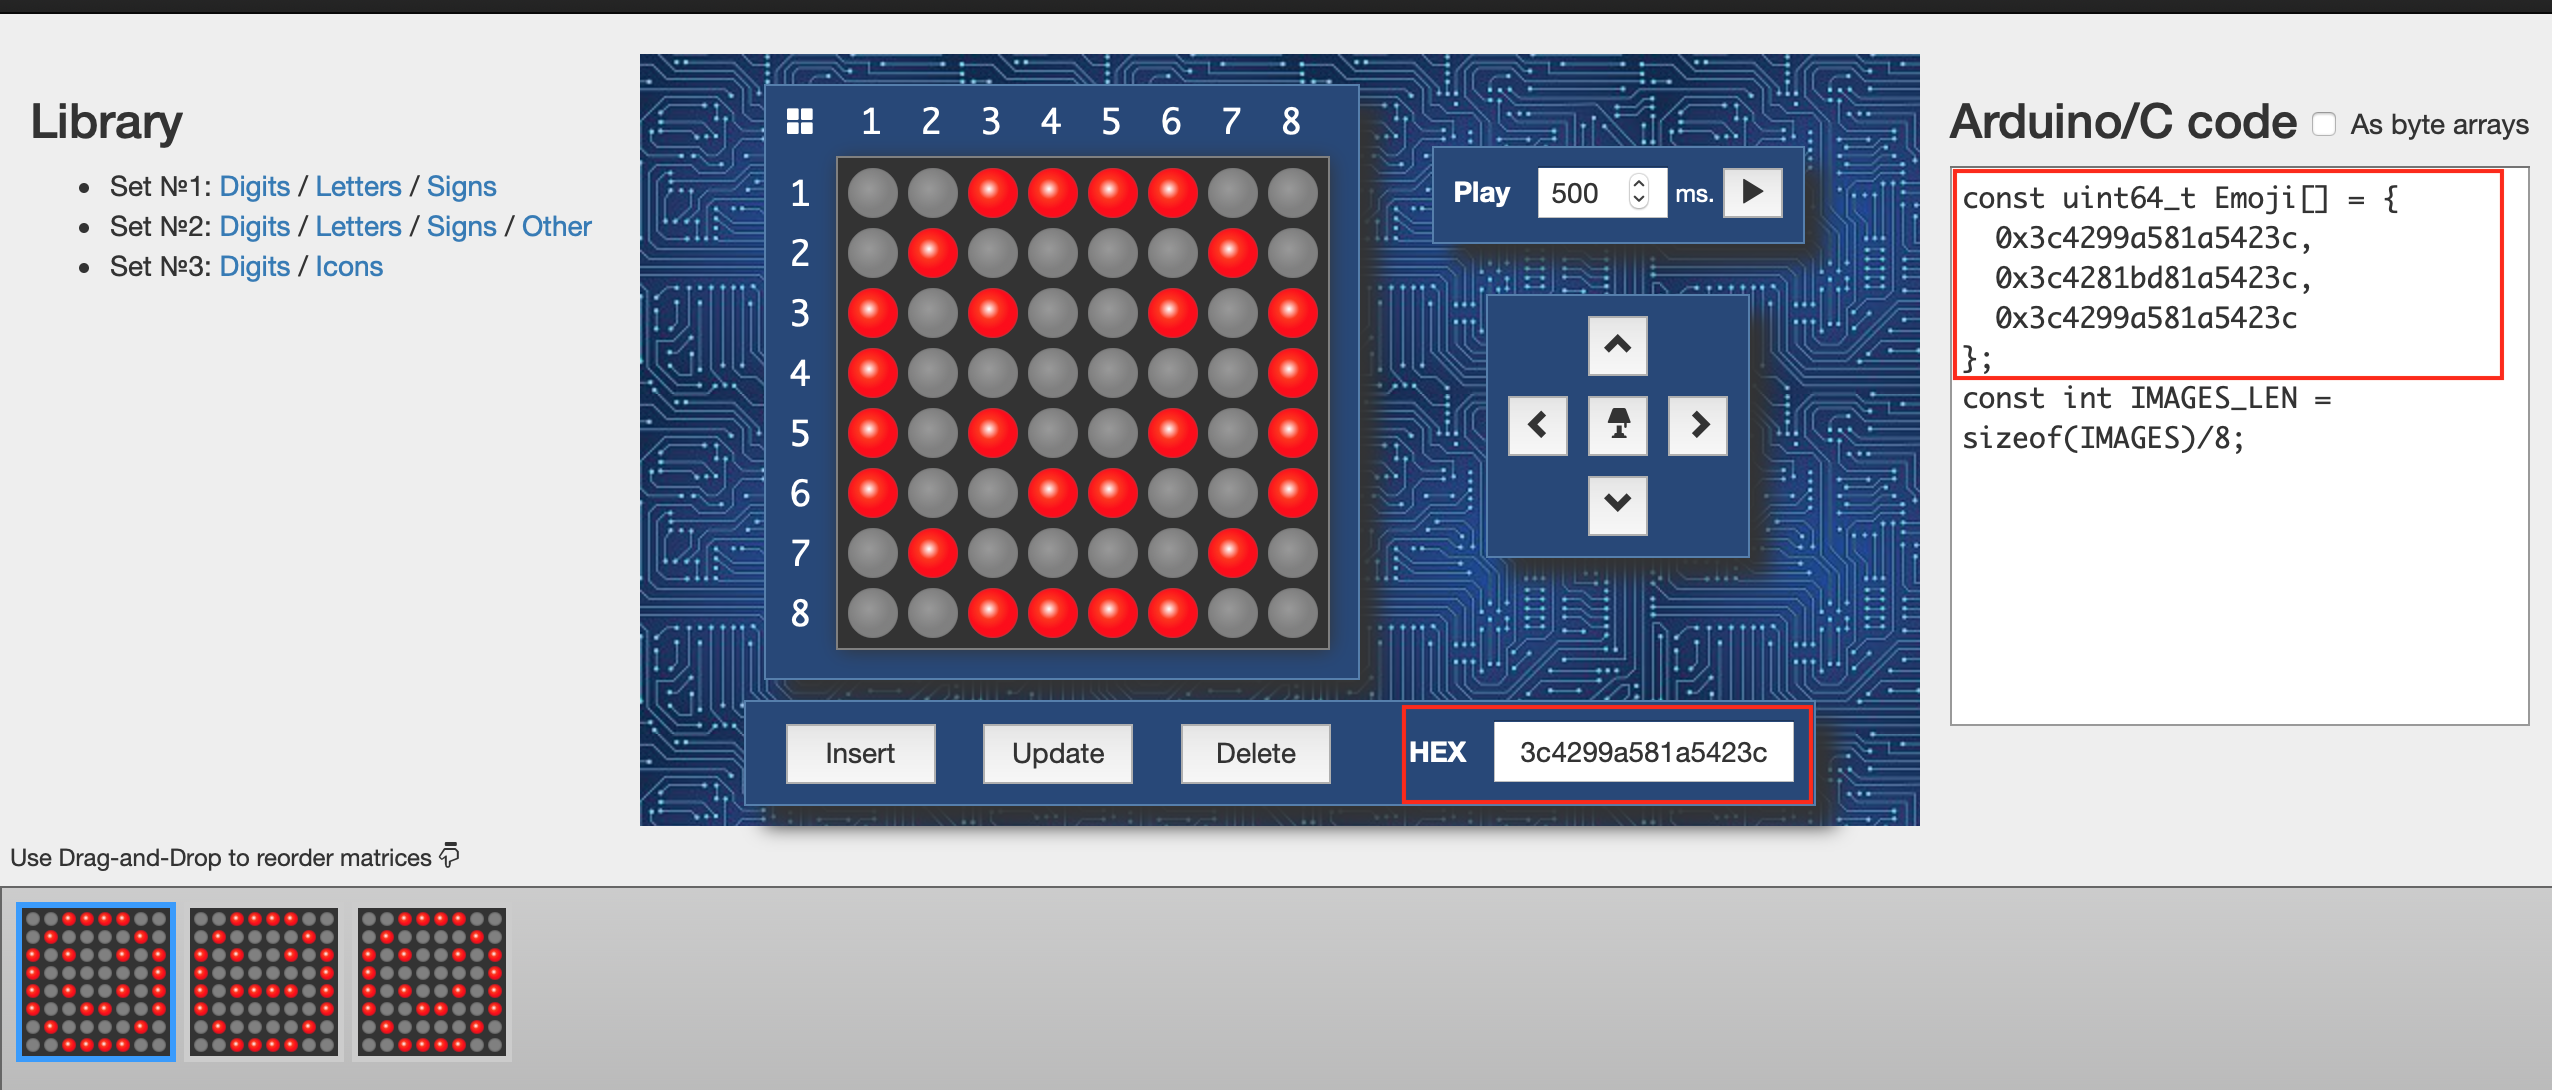 Library
Set №1: Digits / Letters / Signs
Set №2: Digits / Letters / Signs / Other
Set №3: Digits / Icons
1 2 3 4 5 6 7 8
1
2
3
4
5
6
7
8
Play 500 ms.
Insert Update Delete HEX 3c4299a581a5423c
Arduino/C code As byte arrays
const uint64_t Emoji[] = {
0x3c4299a581a5423c,
0x3c4281bd81a5423c,
0x3c4299a581a5423c
};
const int IMAGES_LEN =
sizeof(IMAGES)/8;
Use Drag-and-Drop to reorder matrices